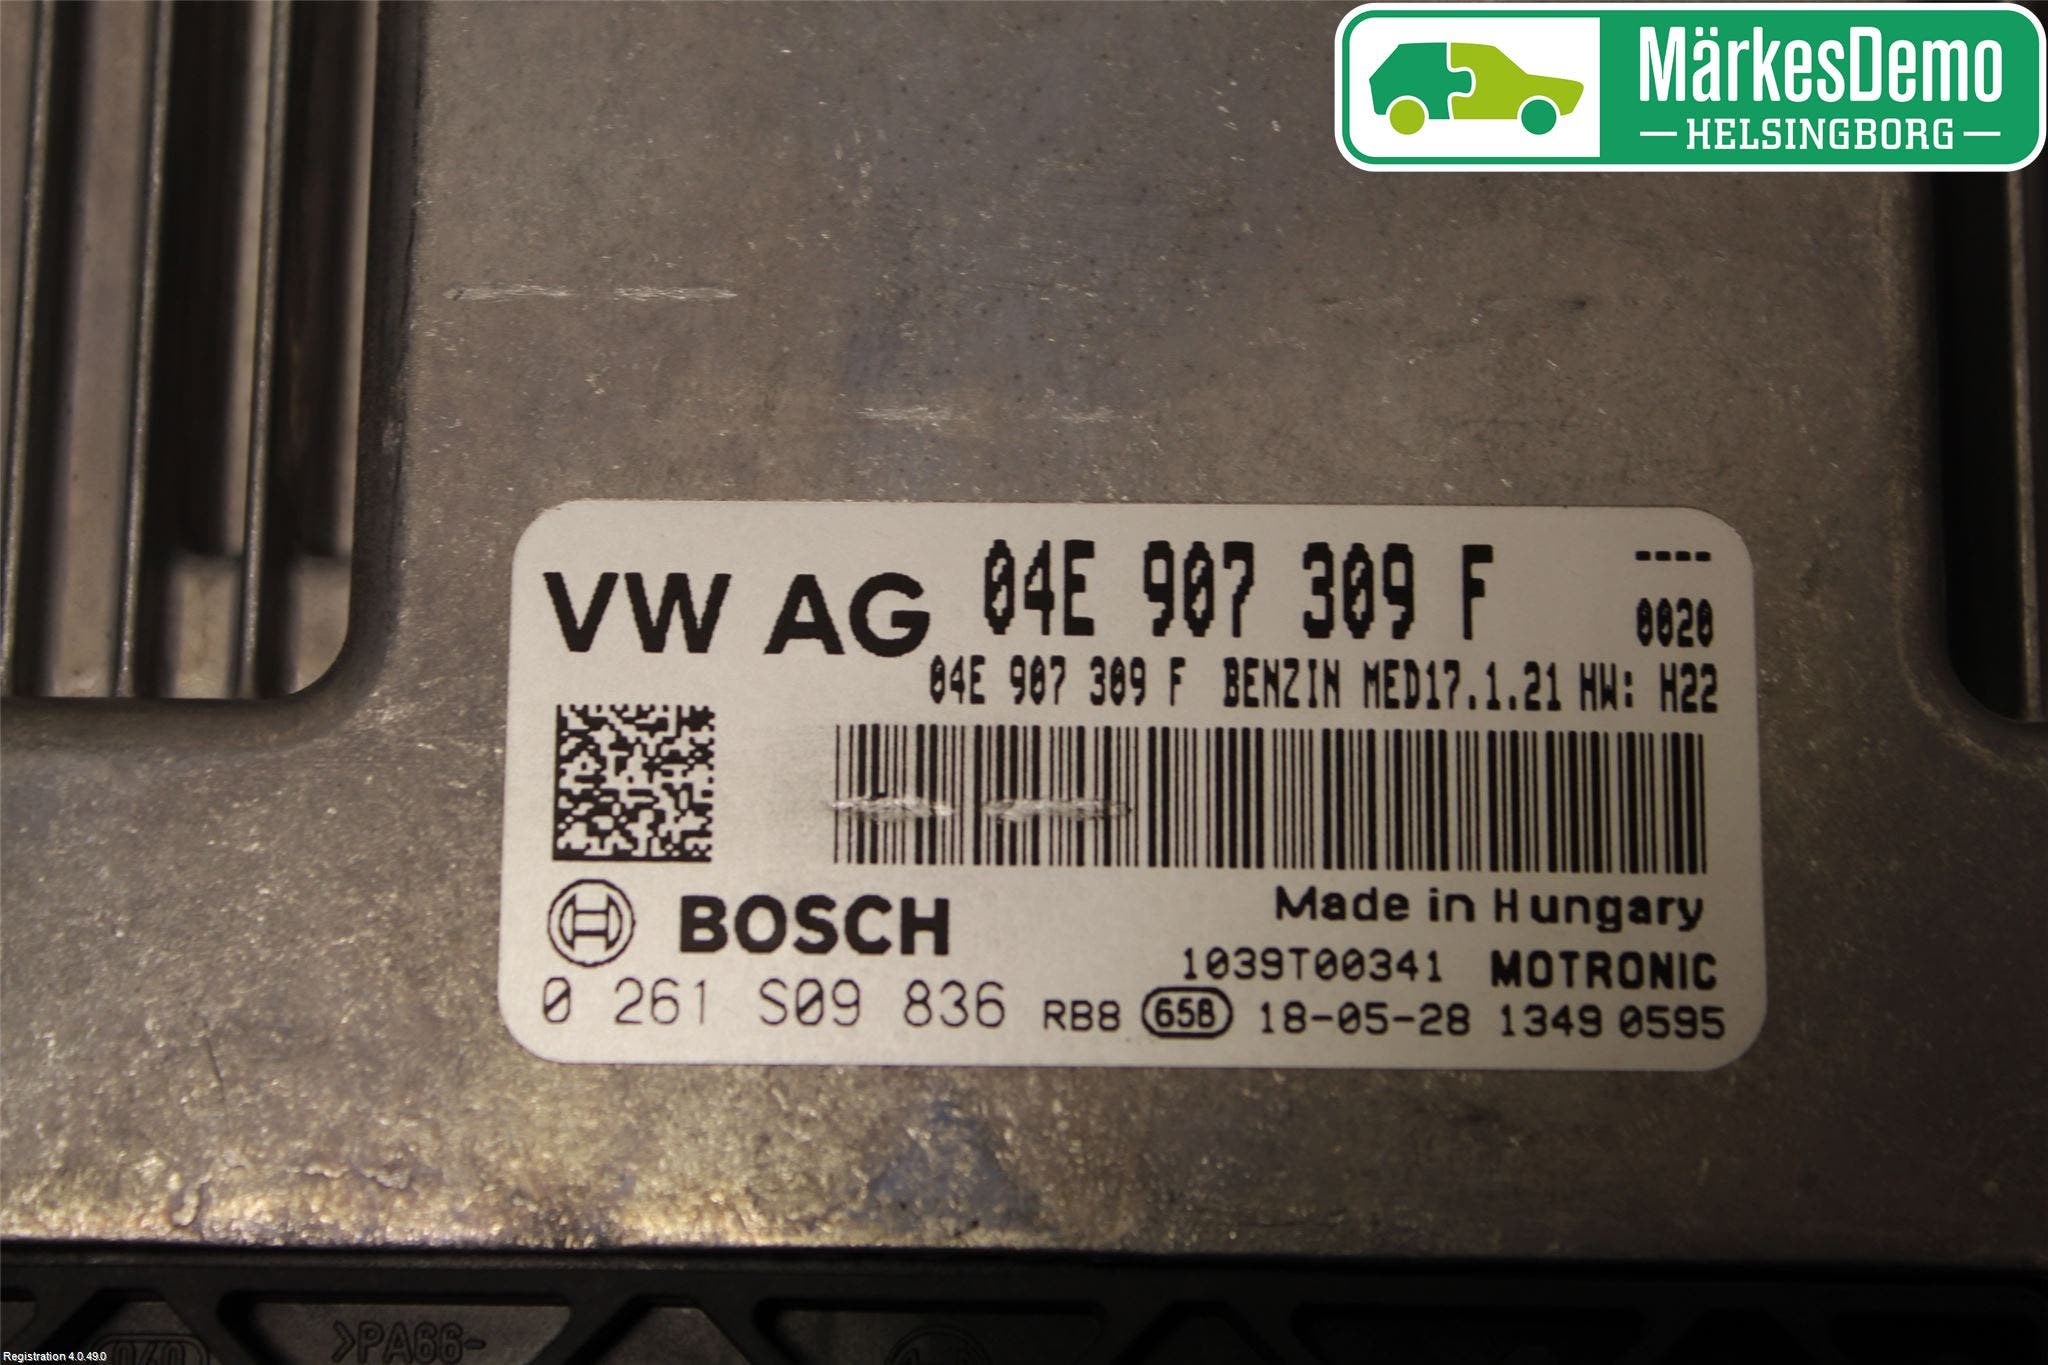 MärkesDemo
HELSINGBORG
VW AG 04E 907 309 F ----
0020
04E 907 309 F BENZIN MED17.1.21 HW: H22
BOSCH Made in Hungary
1039T00341 MOTRONIC
0 261 S09 836 RB8 65B 18-05-28 1349 0595
>PA66-
Registration 4.0.49.0